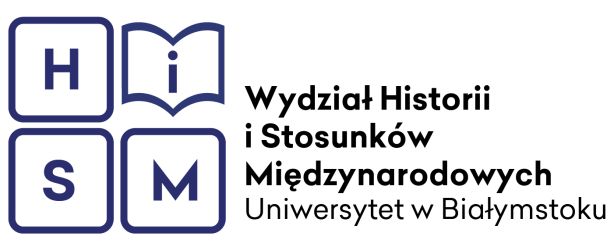 H i
S M
Wydział Historii
i Stosunków
Międzynarodowych
Uniwersytet w Białymstoku